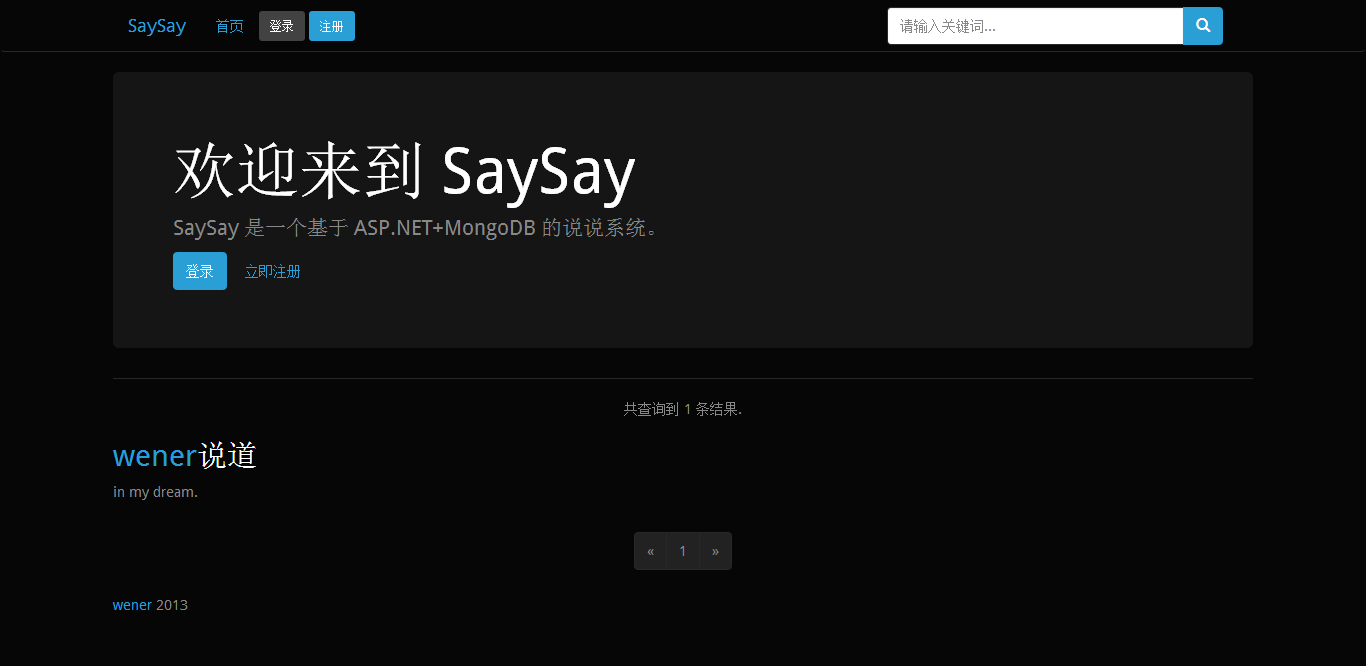 SaySay 首页 登录 注册 请输入关键词...
欢迎来到 SaySay
SaySay 是一个基于 ASP.NET+MongoDB 的说说系统。
登录 立即注册
共查询到 1 条结果.
wener说道
in my dream.
« 1 »
wener 2013